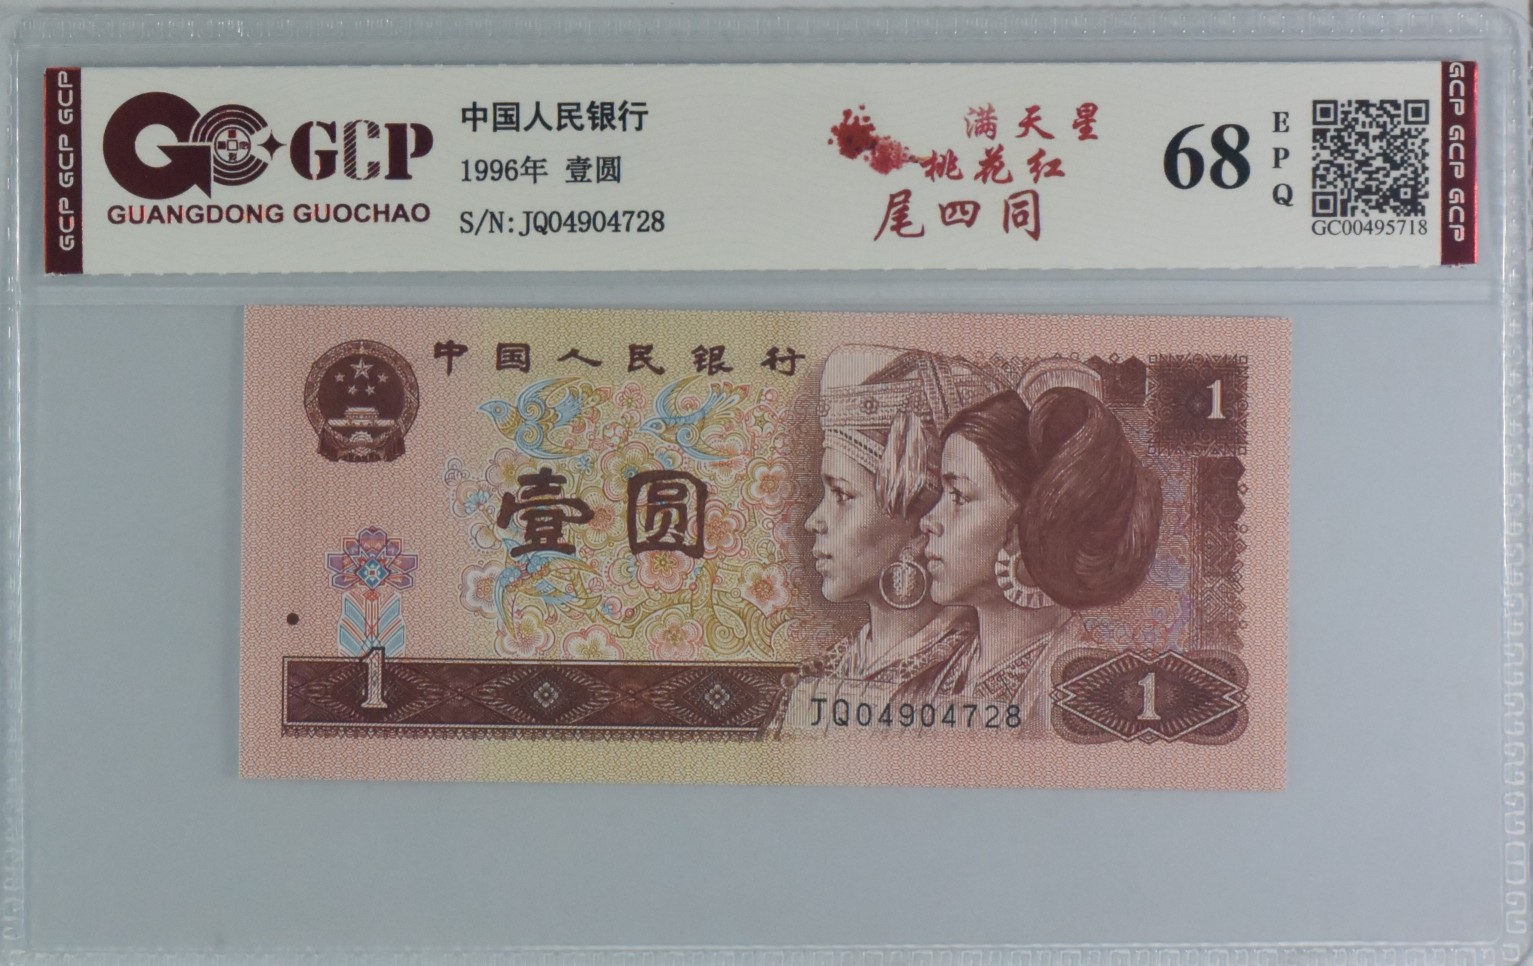 GCP GCP GCP
GCP
GUANGDONG GUOCHAO
中国人民银行
1996年 壹圆
S/N:JQ04904728
满天星
桃花红
尾四同
68
EPQ
GC00495718
GCP GCP GCP
中国人民银行
1
壹圆
1
JQ04904728
1